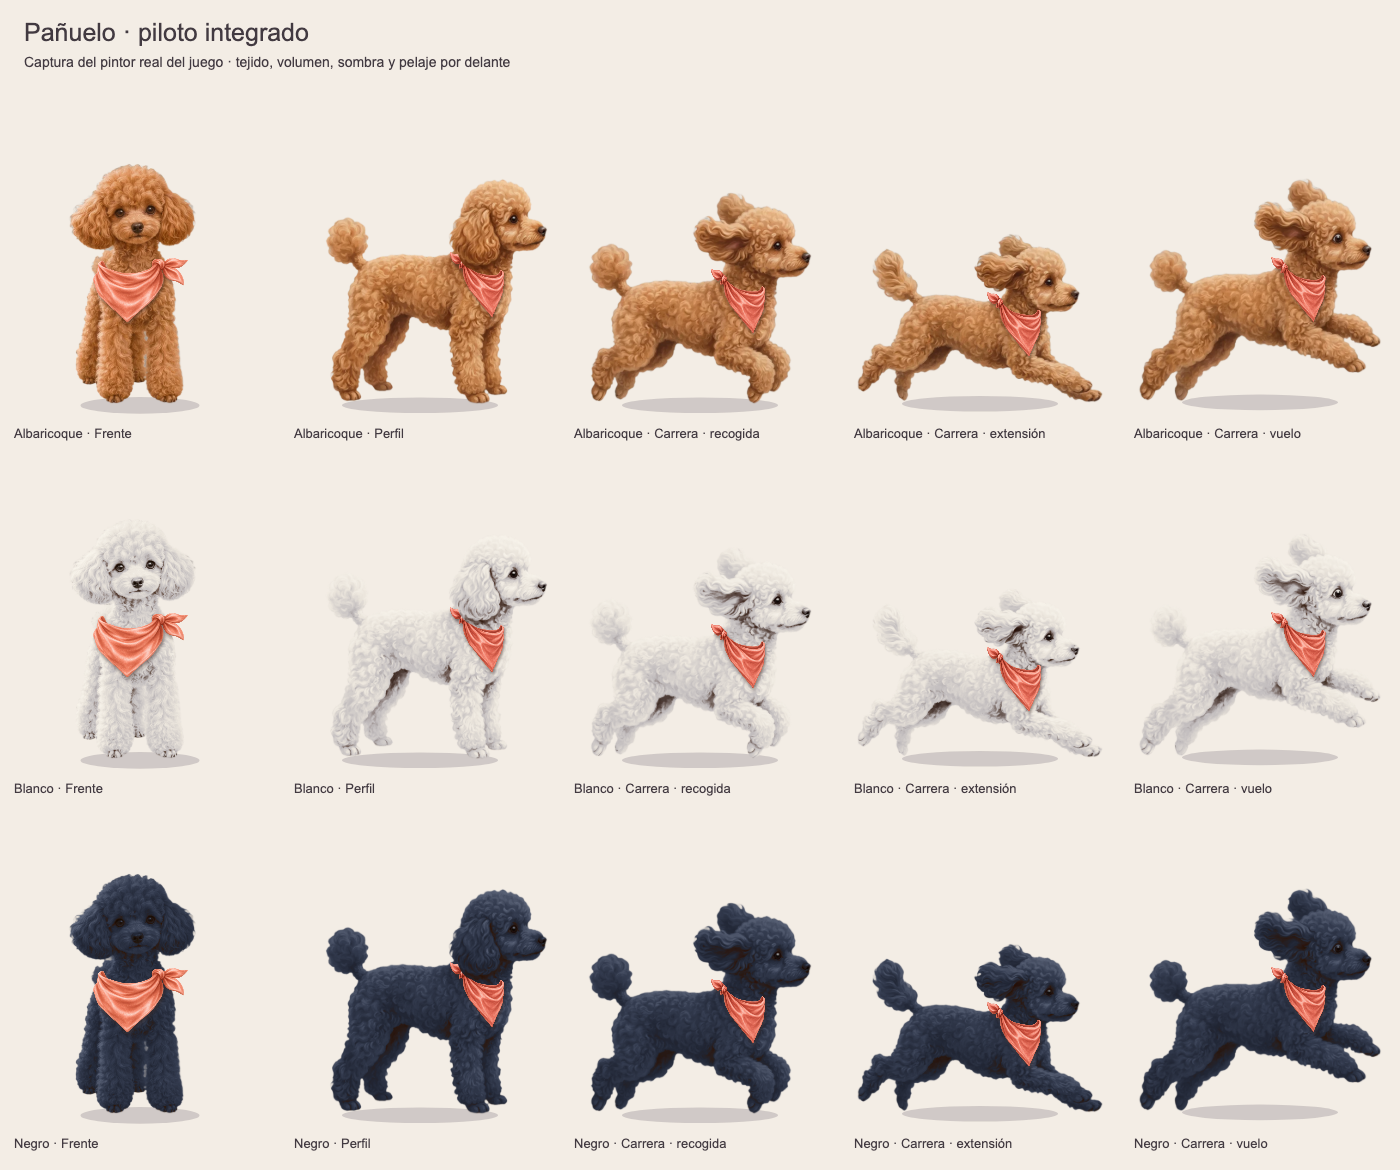 Pañuelo · piloto integrado
Captura del pintor real del juego · tejido, volumen, sombra y pelaje por delante
Albaricoque · Frente
Albaricoque · Perfil
Albaricoque · Carrera · recogida
Albaricoque · Carrera · extensión
Albaricoque · Carrera · vuelo
Blanco · Frente
Blanco · Perfil
Blanco · Carrera · recogida
Blanco · Carrera · extensión
Blanco · Carrera · vuelo
Negro · Frente
Negro · Perfil
Negro · Carrera · recogida
Negro · Carrera · extensión
Negro · Carrera · vuelo